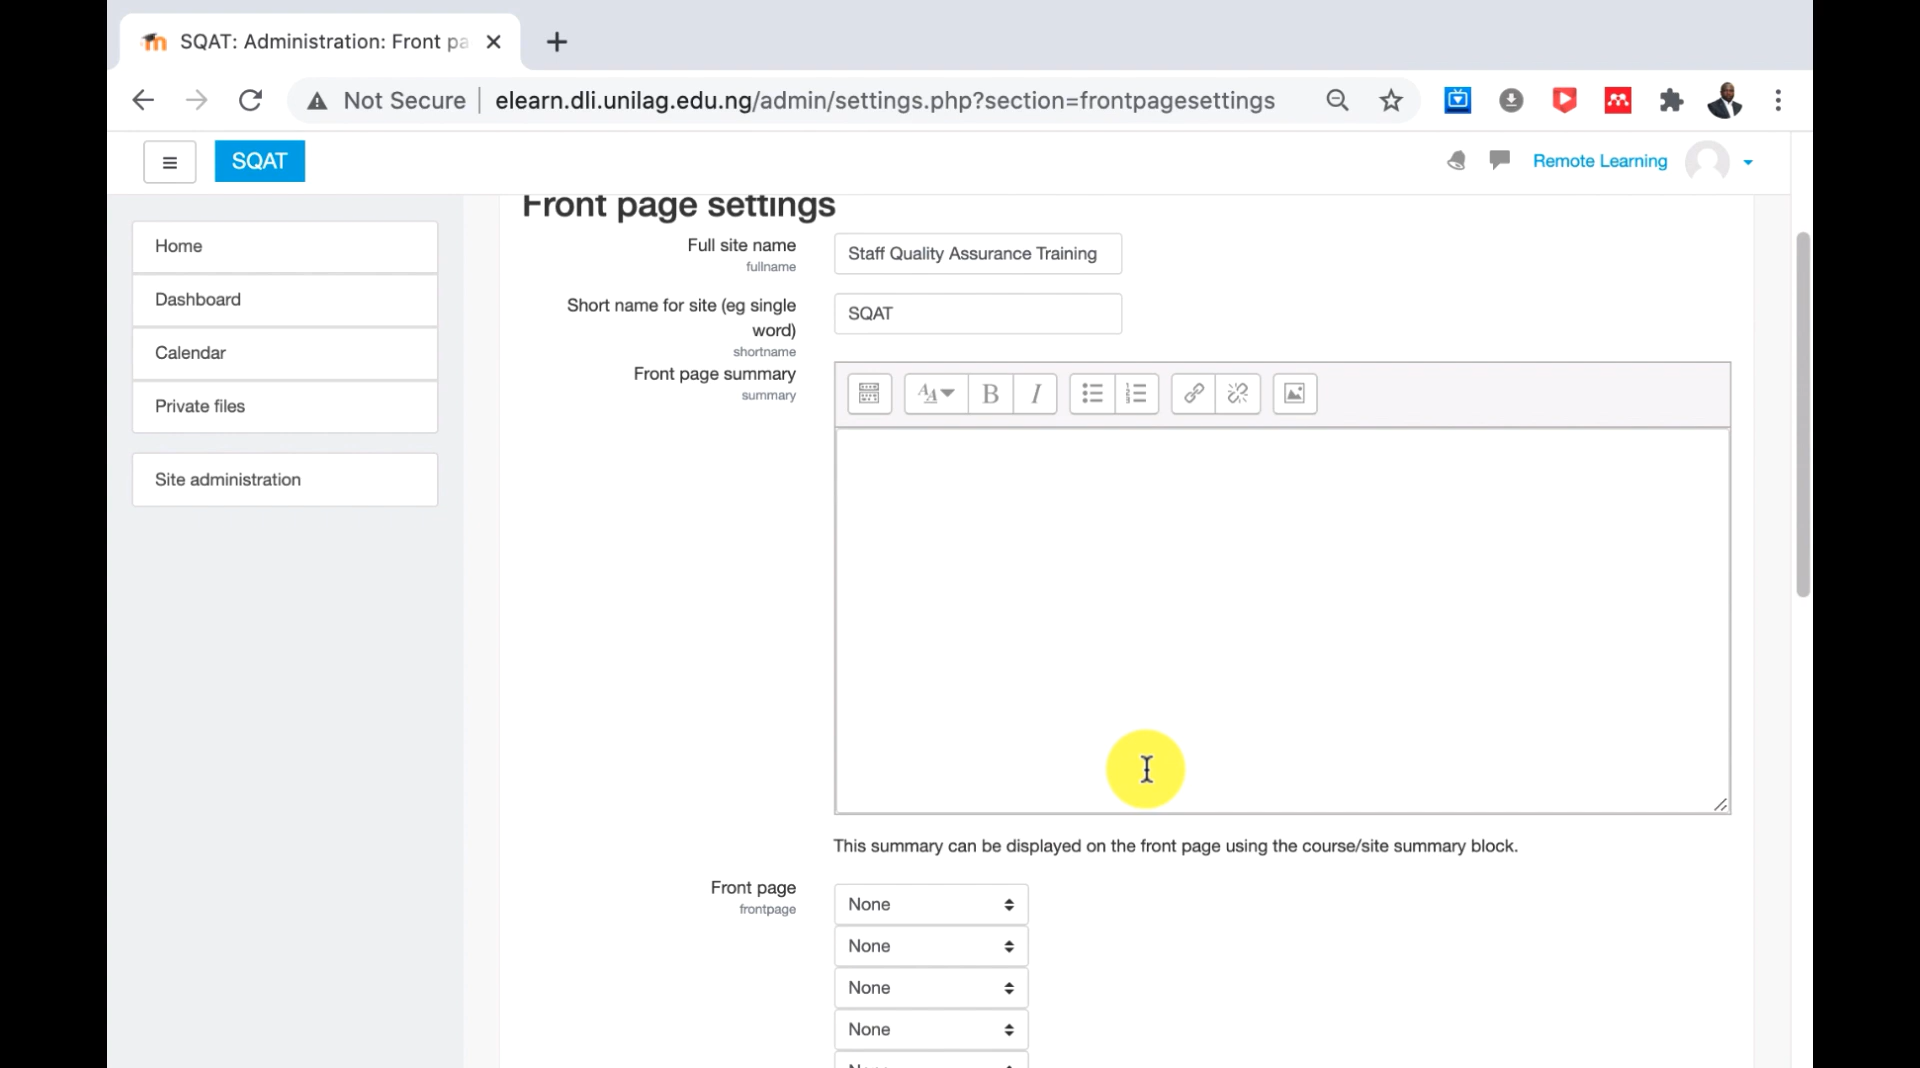 SQAT: Administration: Front pa
Not Secure
elearn.dli.unilag.edu.ng/admin/settings.php?section=frontpagesettings
SQAT
Remote Learning
Home
Dashboard
Calendar
Private files
Site administration
Front page settings
Full site name
fullname
Staff Quality Assurance Training
Short name for site (eg single
word)
shortname
SQAT
Front page summary
summary
This summary can be displayed on the front page using the course/site summary block.
Front page
frontpage
None
None
None
None